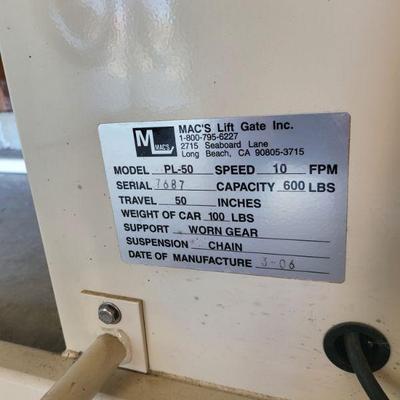 MAC'S Lift Gate Inc.
1-800-795-6227
2715 Seaboard Lane
Long Beach, CA 90805-3715
M
MAC'S
MODEL PL-50 SPEED 10 FPM
SERIAL 7687 CAPACITY 600 LBS
TRAVEL 50 INCHES
WEIGHT OF CAR 100 LBS
SUPPORT WORN GEAR
SUSPENSION CHAIN
DATE OF MANUFACTURE 3-06